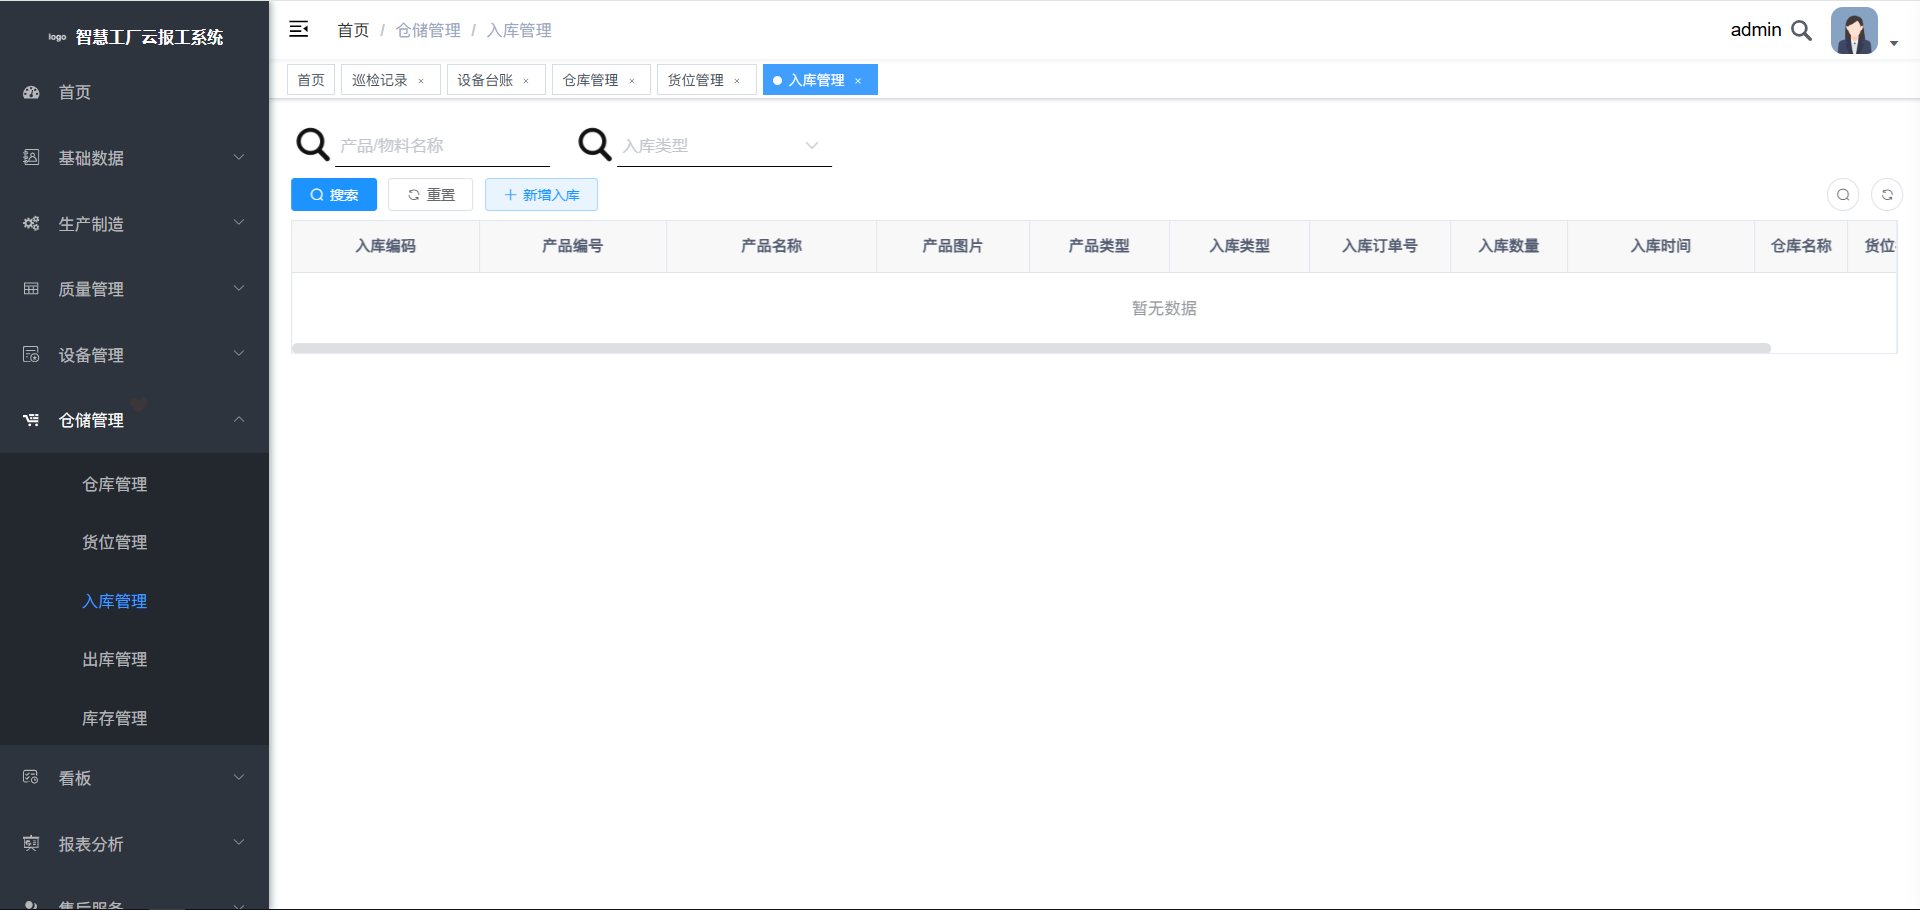 logo 智慧工厂云报工系统
首页
基础数据
生产制造
质量管理
设备管理
仓储管理
仓库管理
货位管理
入库管理
出库管理
库存管理
看板
报表分析
售后服务
首页 / 仓储管理 / 入库管理
admin
首页 巡检记录 × 设备台账 × 仓库管理 × 货位管理 × 入库管理 ×
产品/物料名称 入库类型
搜索 重置 + 新增入库
入库编码 产品编号 产品名称 产品图片 产品类型 入库类型 入库订单号 入库数量 入库时间 仓库名称 货位
暂无数据